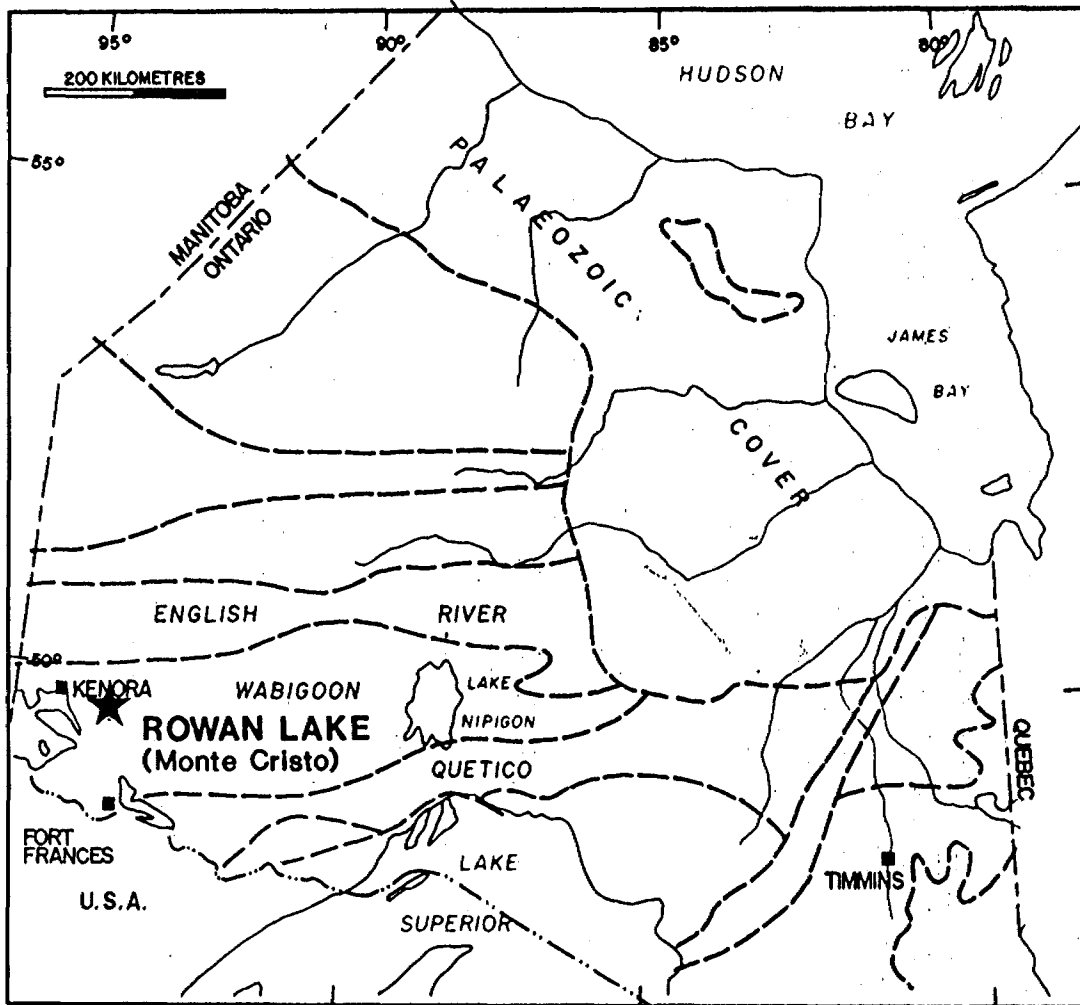 95°
90°
85°
80°
200 KILOMETRES
HUDSON
BAY
55°
PALAEOZOIC
MANITOBA
ONTARIO
JAMES
BAY
COVER
ENGLISH RIVER
50°
KENORA
WABIGOON
LAKE
NIPIGON
ROWAN LAKE
(Monte Cristo)
QUETICO
QUEBEC
FORT
FRANCES
LAKE
TIMMINS
U.S.A.
SUPERIOR